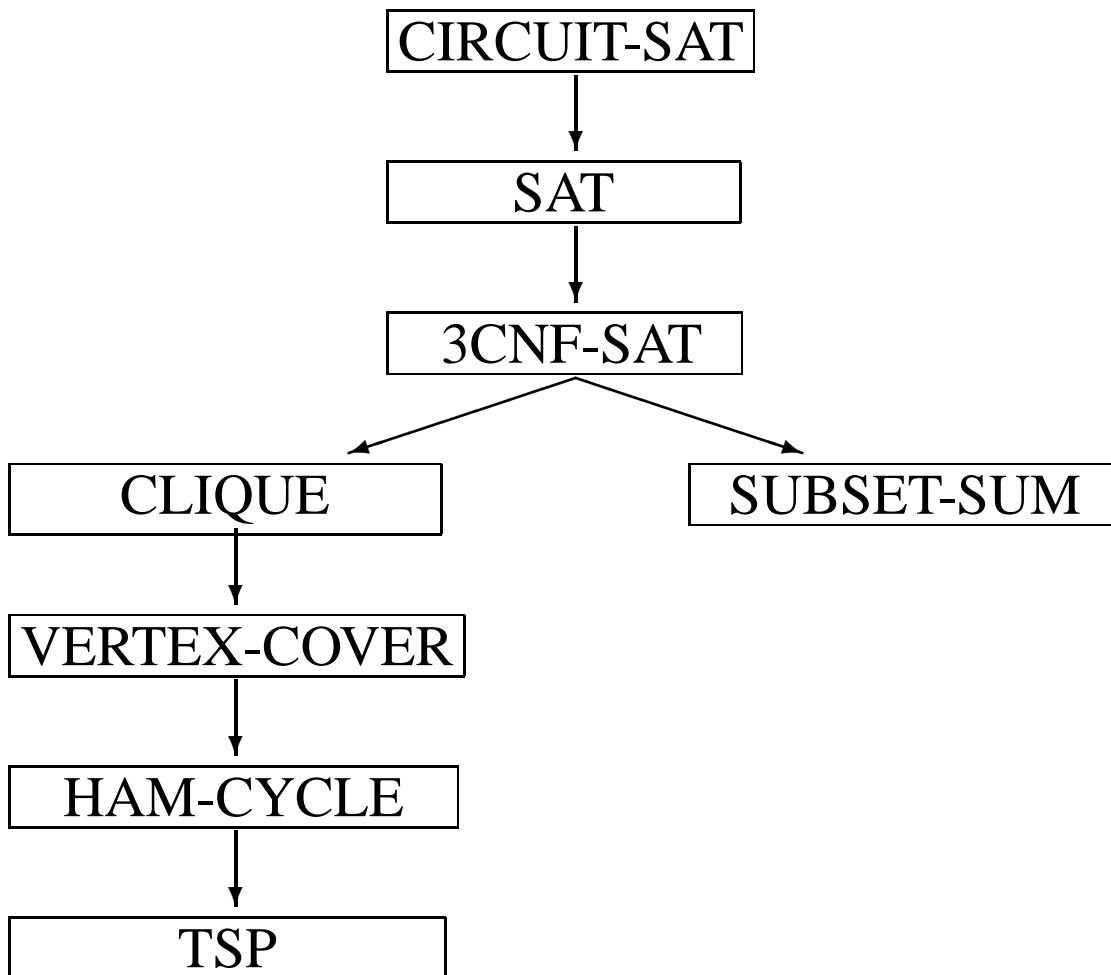 CIRCUIT-SAT
SAT
3CNF-SAT
CLIQUE
SUBSET-SUM
VERTEX-COVER
HAM-CYCLE
TSP